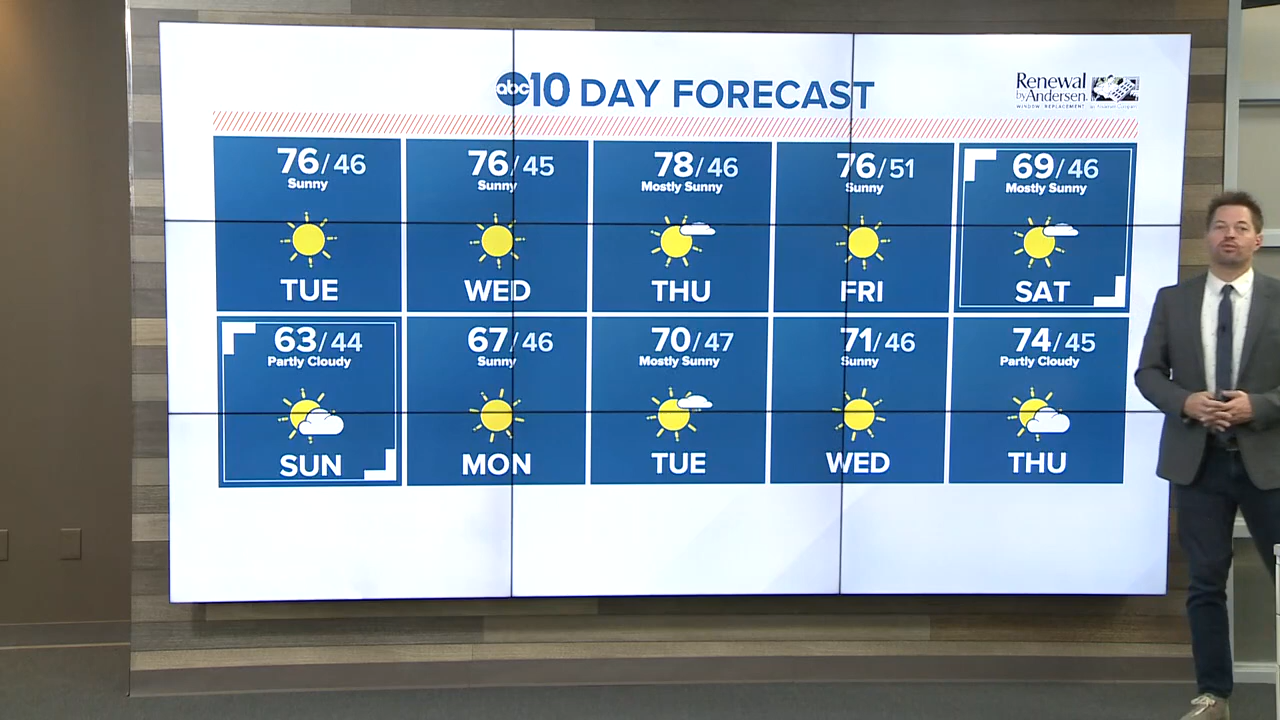 abc10 DAY FORECAST
Renewal
by Andersen
WINDOW REPLACEMENT
76/46
Sunny
TUE
76/45
Sunny
WED
78/46
Mostly Sunny
THU
76/51
Sunny
FRI
69/46
Mostly Sunny
SAT
63/44
Partly Cloudy
SUN
67/46
Sunny
MON
70/47
Mostly Sunny
TUE
71/46
Sunny
WED
74/45
Partly Cloudy
THU